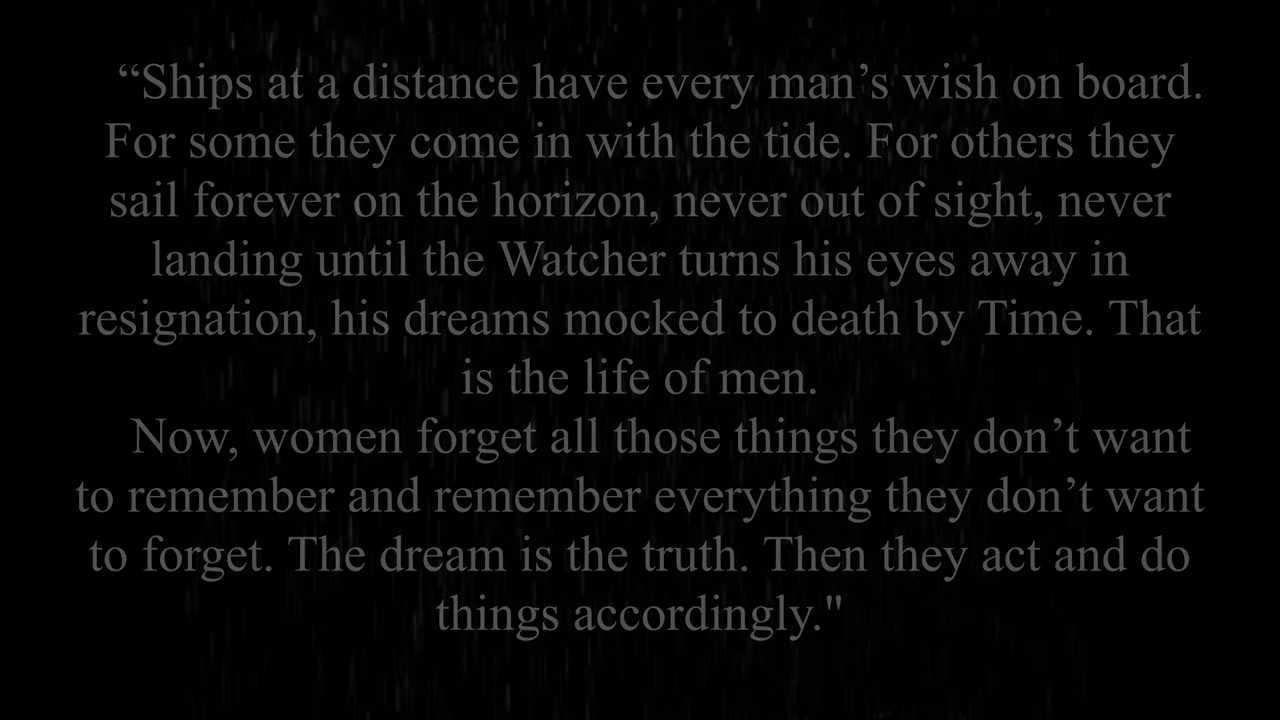 “Ships at a distance have every man’s wish on board.
For some they come in with the tide. For others they
sail forever on the horizon, never out of sight, never
landing until the Watcher turns his eyes away in
resignation, his dreams mocked to death by Time. That
is the life of men.
Now, women forget all those things they don’t want
to remember and remember everything they don’t want
to forget. The dream is the truth. Then they act and do
things accordingly."